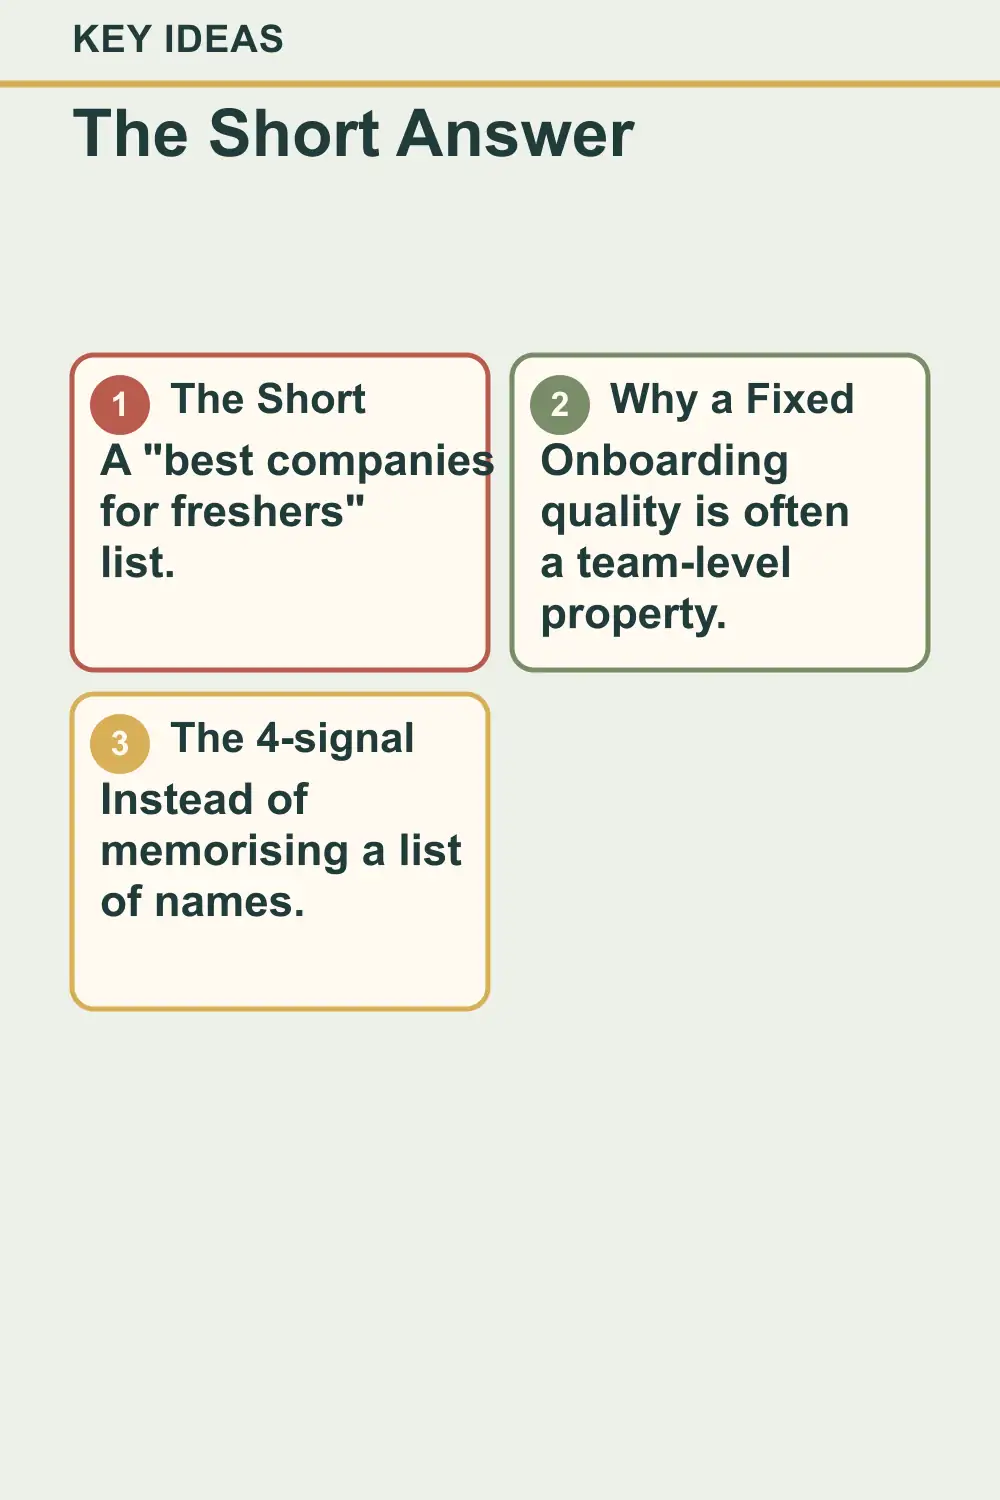 KEY IDEAS
The Short Answer
1 The Short
A "best companies
for freshers"
list.
2 Why a Fixed
Onboarding
quality is often
a team-level
property.
3 The 4-signal
Instead of
memorising a list
of names.